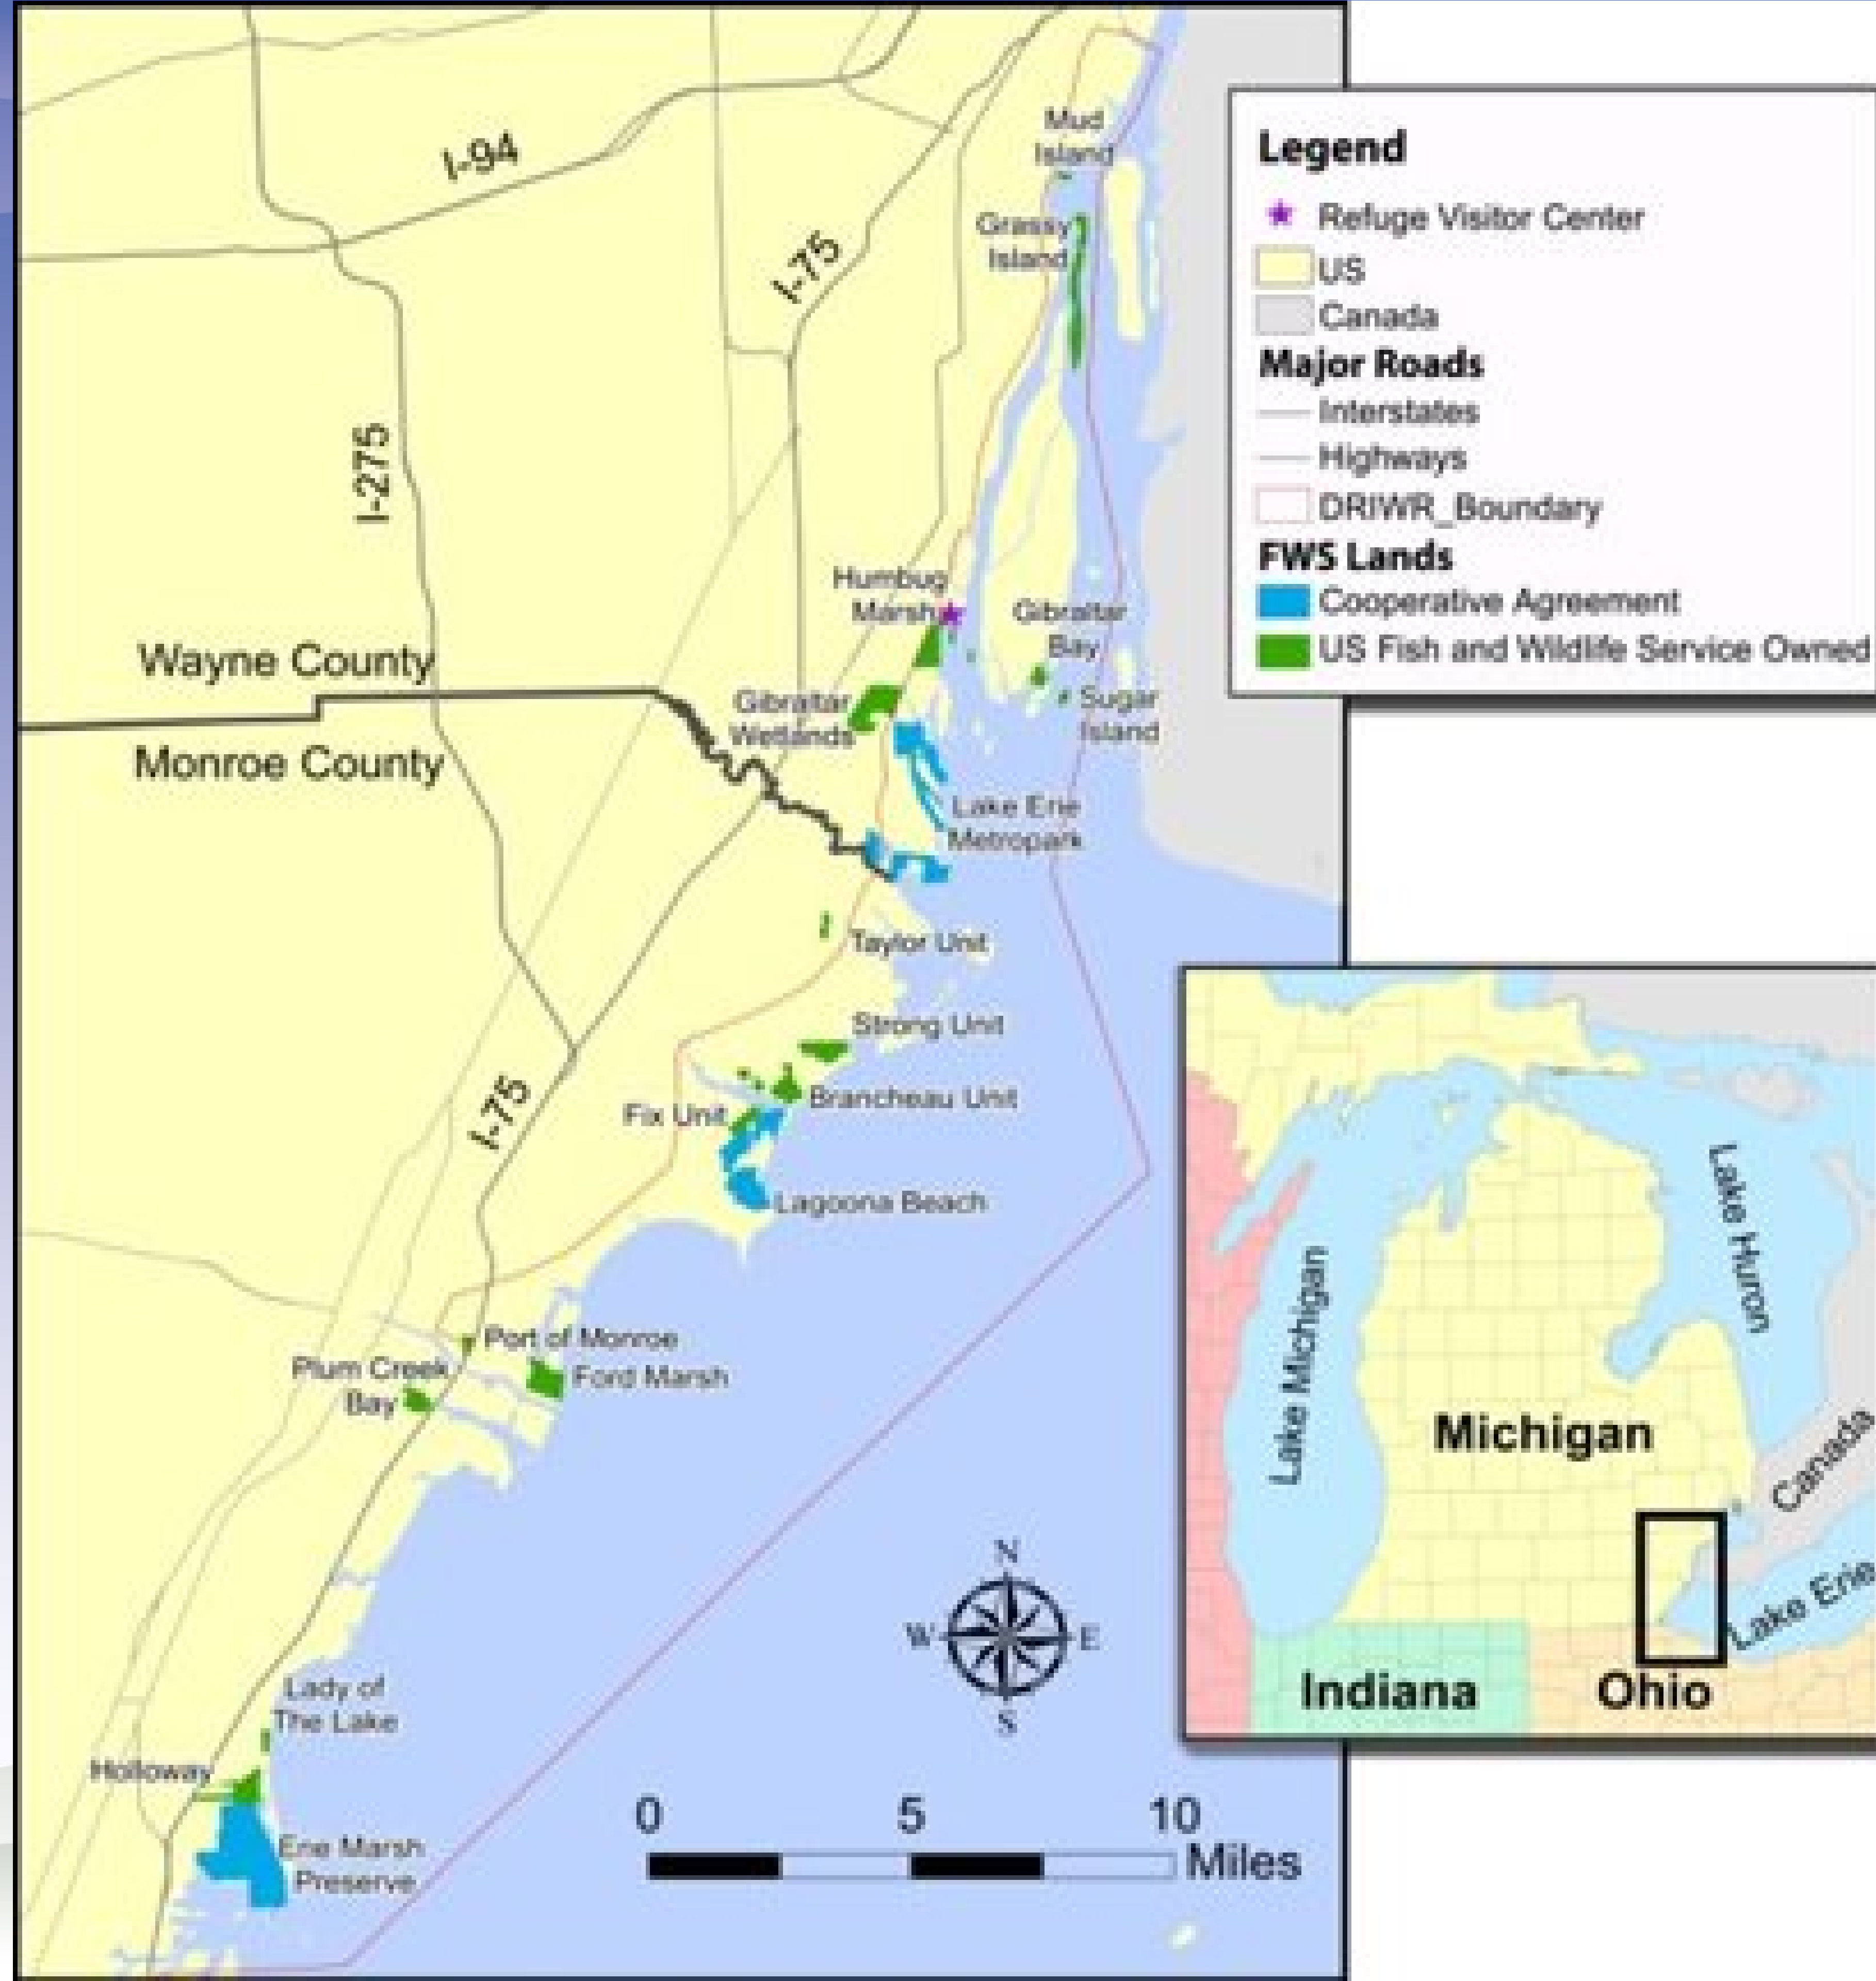 Mud
Island
Grassy
Island
I-94
I-75
I-275
Humbug
Marsh
Gibraltar
Bay
Wayne County
Monroe County
Gibraltar
Wetlands
Sugar
Island
Lake Erie
Metropark
Taylor Unit
Strong Unit
Brancheau Unit
Fix Unit
I-75
Lagoona Beach
Port of Monroe
Plum Creek
Bay
Ford Marsh
Lady of
The Lake
Holloway
Erie Marsh
Preserve
N
W E
S
0 5 10
Miles
Legend
Refuge Visitor Center
US
Canada
Major Roads
Interstates
Highways
DRIWR_Boundary
FWS Lands
Cooperative Agreement
US Fish and Wildlife Service Owned
Lake Huron
Lake Michigan
Michigan
Canada
Lake Erie
Indiana
Ohio